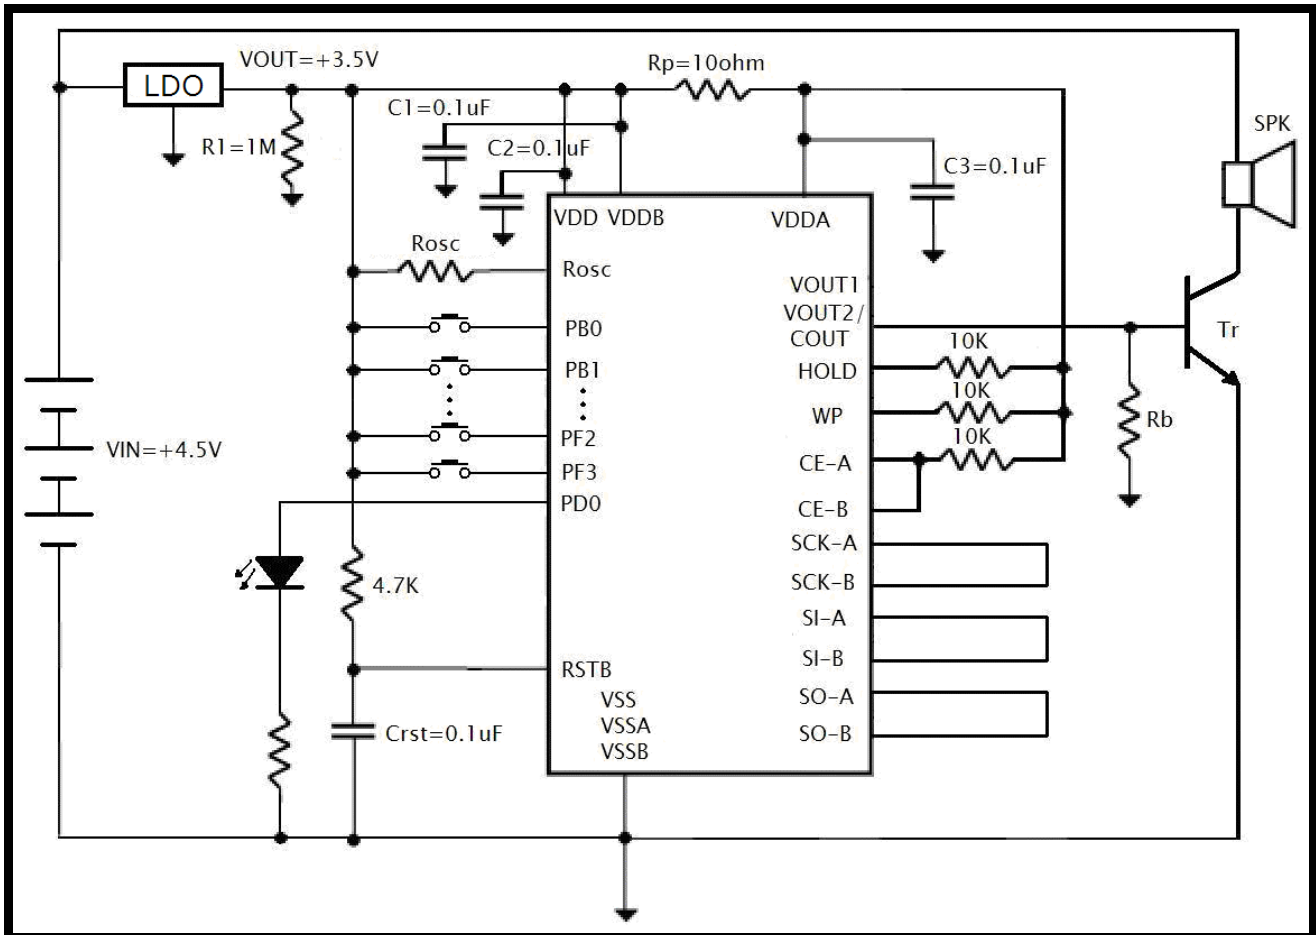 VOUT=+3.5V
LDO
Rp=10ohm
C1=0.1uF
R1=1M
C2=0.1uF
SPK
C3=0.1uF
VDD VDDB
VDDA
Rosc
Rosc
VOUT1
VOUT2/
COUT
PB0
Tr
10K
PB1
HOLD
10K
WP
Rb
10K
PF2
VIN=+4.5V
CE-A
PF3
PD0
CE-B
SCK-A
4.7K
SCK-B
SI-A
SI-B
RSTB
VSS
SO-A
VSSA
Crst=0.1uF
SO-B
VSSB